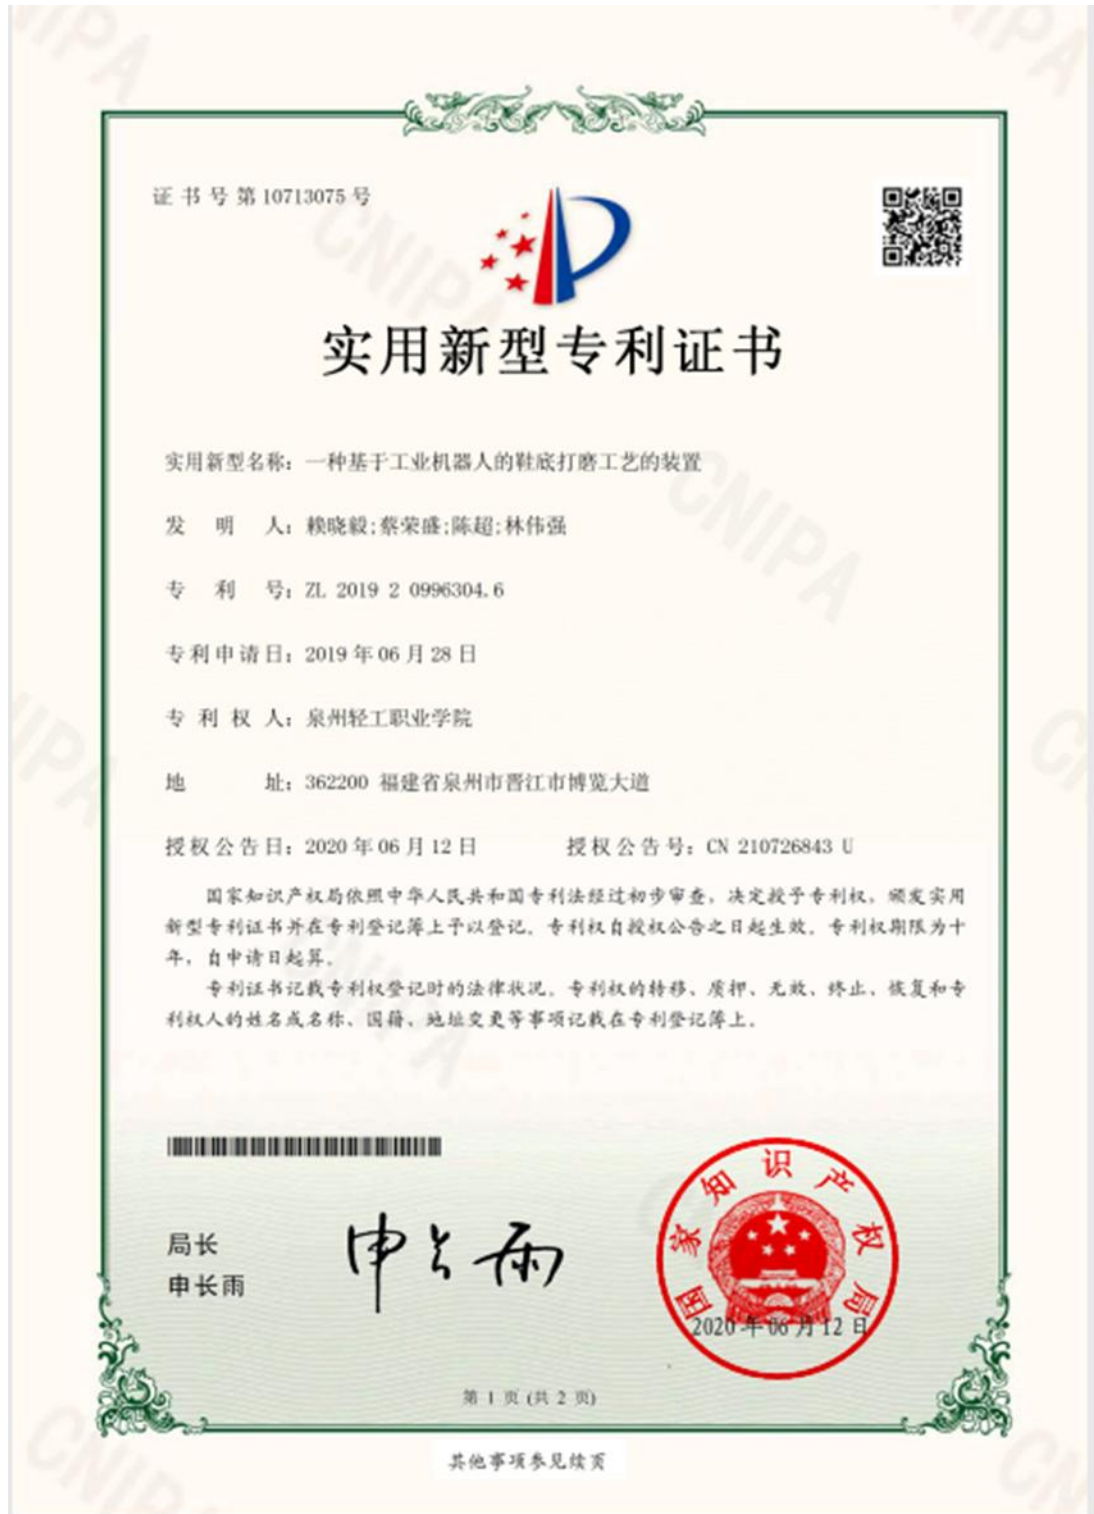 证书号第10713075号
实用新型专利证书
实用新型名称：一种基于工业机器人的鞋底打磨工艺的装置
发明人：赖晓毅;蔡荣盛;陈超;林伟强
专利号：ZL 2019 2 0996304.6
专利申请日：2019年06月28日
专利权人：泉州轻工职业学院
地址：362200 福建省泉州市晋江市博览大道
授权公告日：2020年06月12日 授权公告号：CN 210726843 U
国家知识产权局依照中华人民共和国专利法经过初步审查，决定授予专利权，颁发实用
新型专利证书并在专利登记簿上予以登记。专利权自授权公告之日起生效。专利权期限为十
年，自申请日起算。
专利证书记载专利权登记时的法律状况。专利权的转移、质押、无效、终止、恢复和专
利权人的姓名或名称、国籍、地址变更等事项记载在专利登记簿上。
局长
申长雨
申长雨
国家知识产权局
2020年06月12日
第 1 页 (共 2 页)
其他事项参见续页
CNIPA
CNIPA
CNIPA
CNIPA